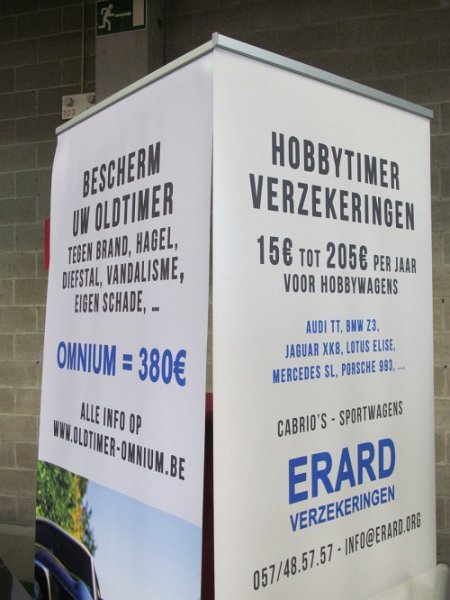 BESCHERM
UW OLDTIMER
TEGEN BRAND, HAGEL,
DIEFSTAL, VANDALISME,
EIGEN SCHADE, ...
OMNIUM = 380€
ALLE INFO OP
WWW.OLDTIMER-OMNIUM.BE
HOBBYTIMER
VERZEKERINGEN
15€ TOT 205€ PER JAAR
VOOR HOBBYWAGENS
AUDI TT, BMW Z3,
JAGUAR XK8, LOTUS ELISE,
MERCEDES SL, PORSCHE 993, ...
CABRIO'S - SPORTWAGENS
ERARD
VERZEKERINGEN
057/48.57.57 - INFO@ERARD.ORG